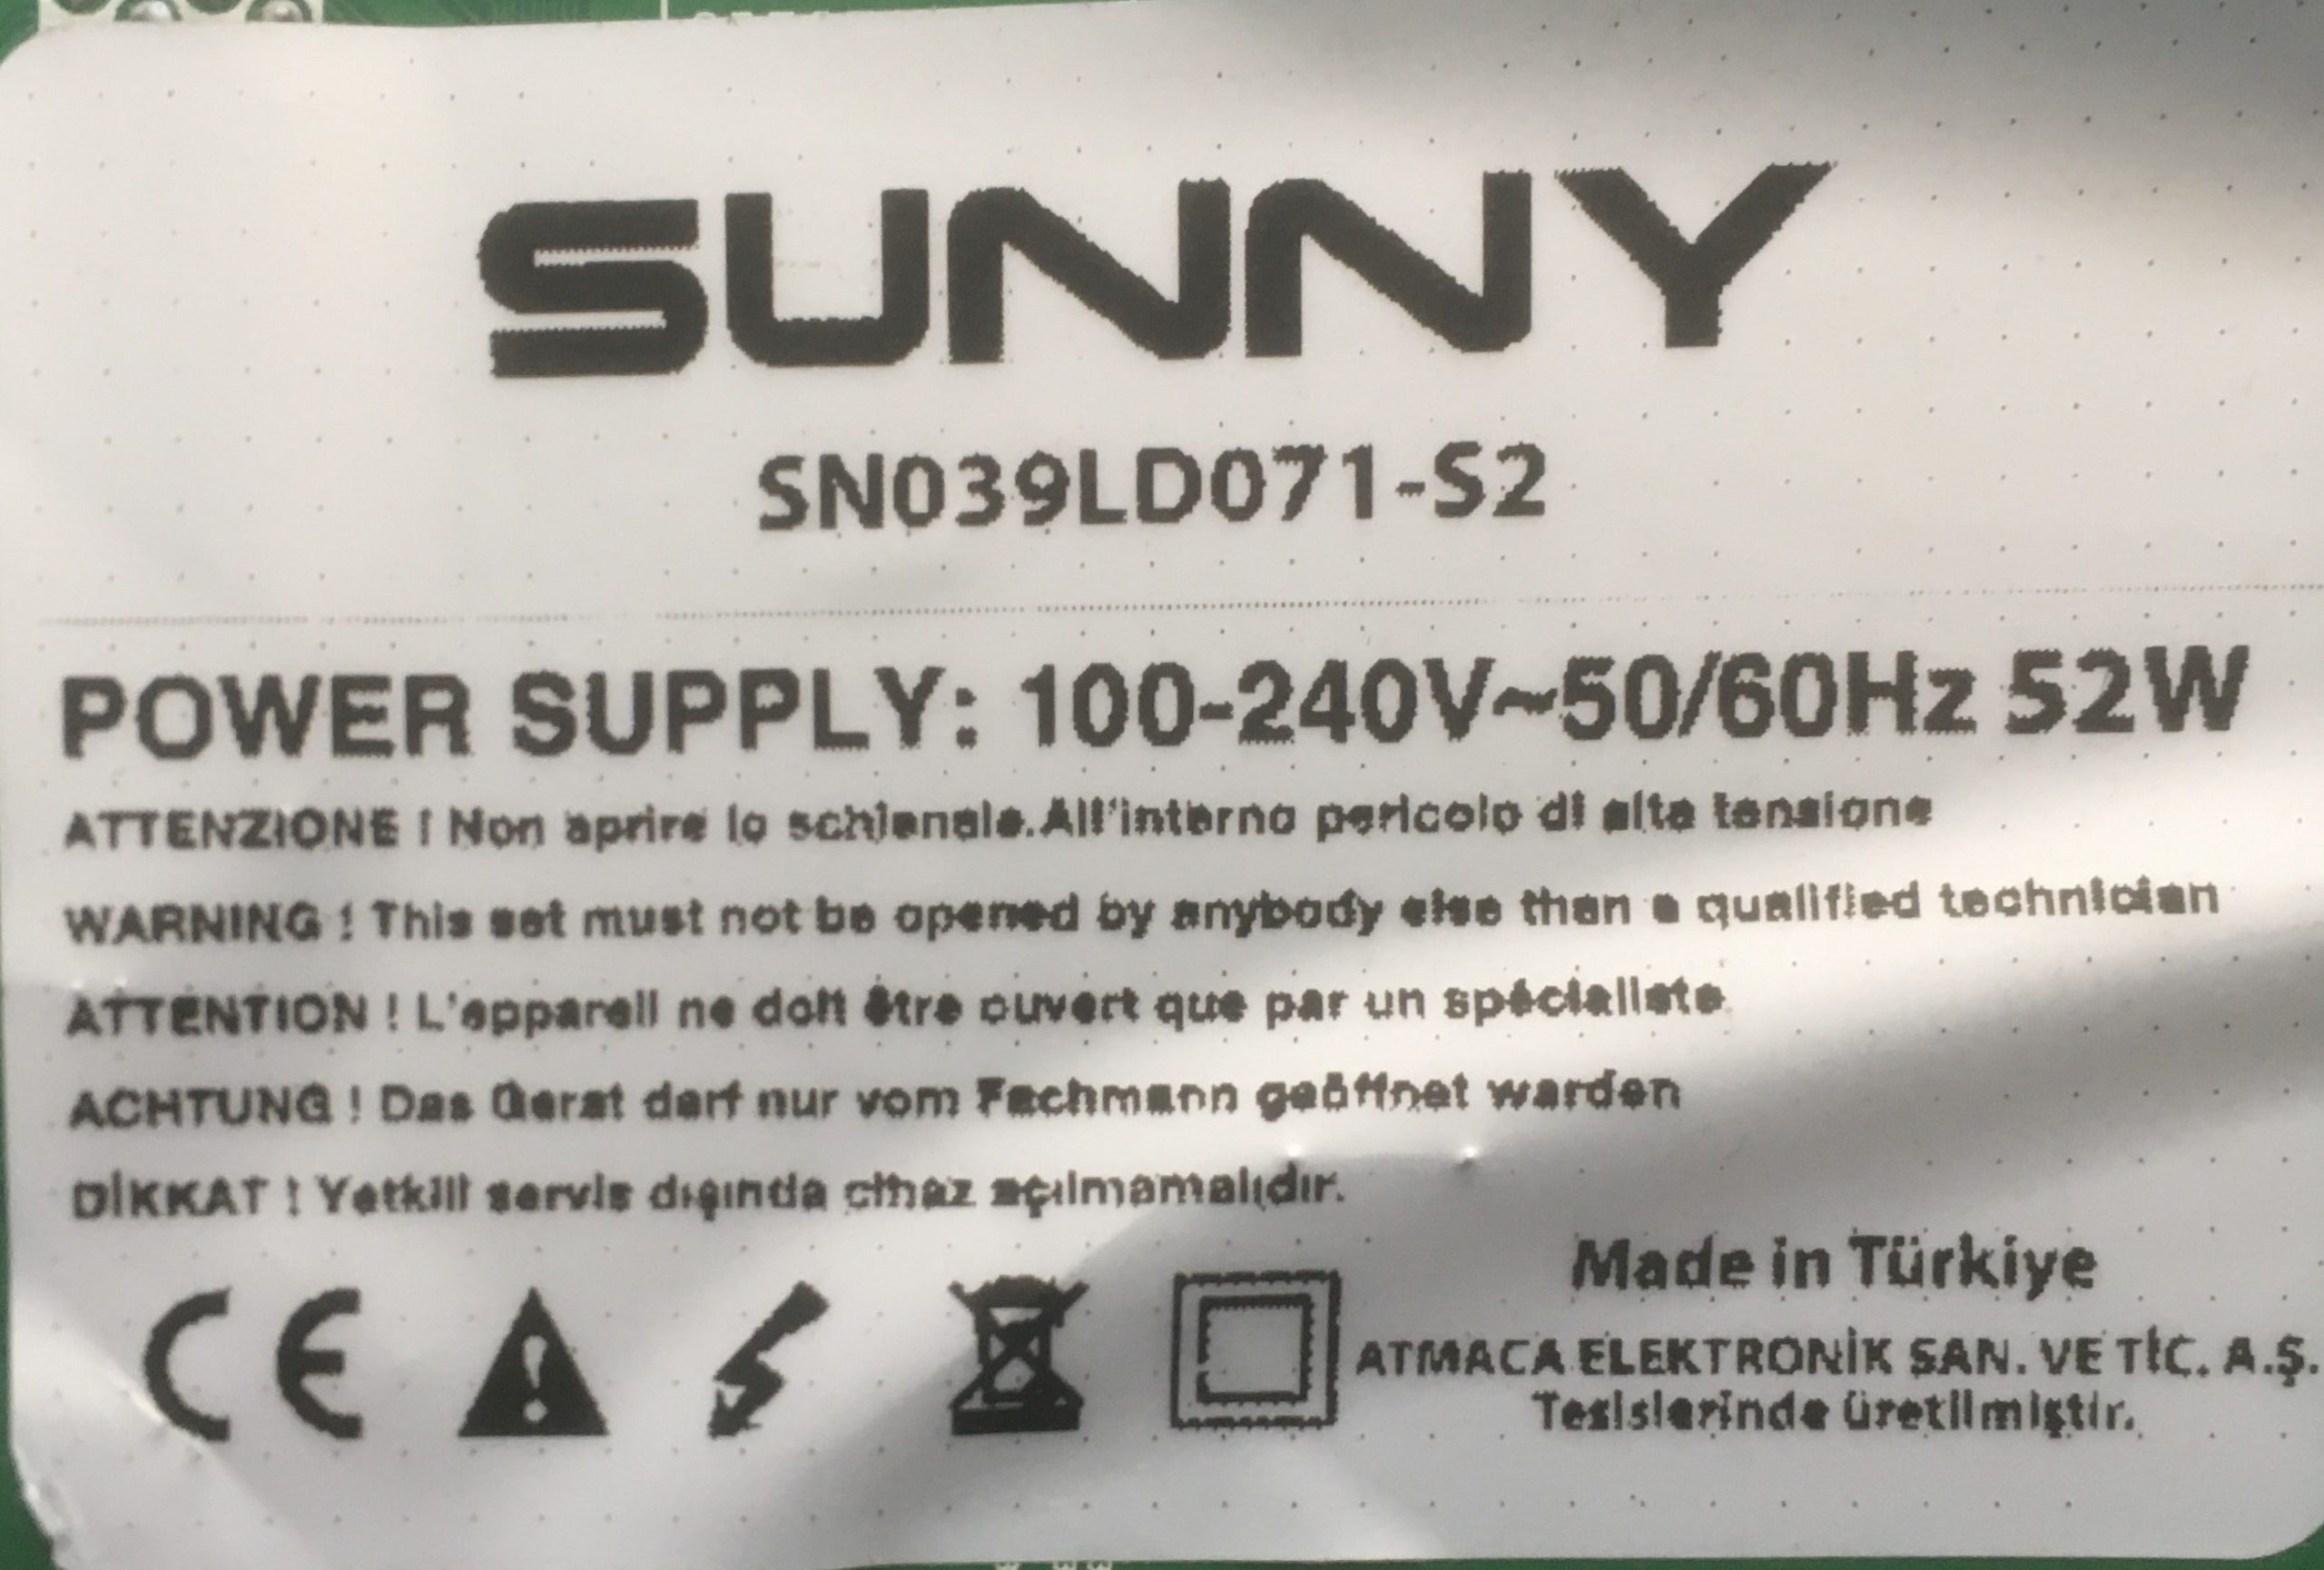 SUNNY
SN039LD071-S2
POWER SUPPLY: 100-240V~50/60Hz 52W
ATTENZIONE ! Non aprire lo schienale.All'interno pericolo di alta tensione
WARNING ! This set must not be opened by anybody else than a qualified technician
ATTENTION ! L'appareil ne doit être ouvert que par un spécialiste
ACHTUNG ! Das Gerat darf nur vom Fachmann geöffnet warden
DİKKAT ! Yetkili servis dışında cihaz açılmamalıdır.
CE
Made in Türkiye
ATMACA ELEKTRONİK SAN. VE TİC. A.Ş.
Tesislerinde üretilmiştir.